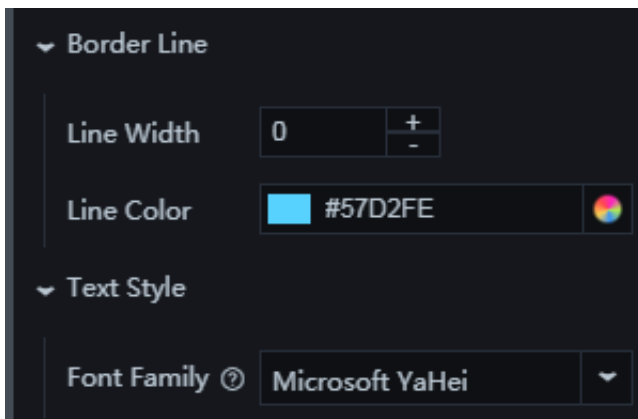 Border Line
Line Width 0 + -
Line Color #57D2FE
Text Style
Font Family ? Microsoft YaHei